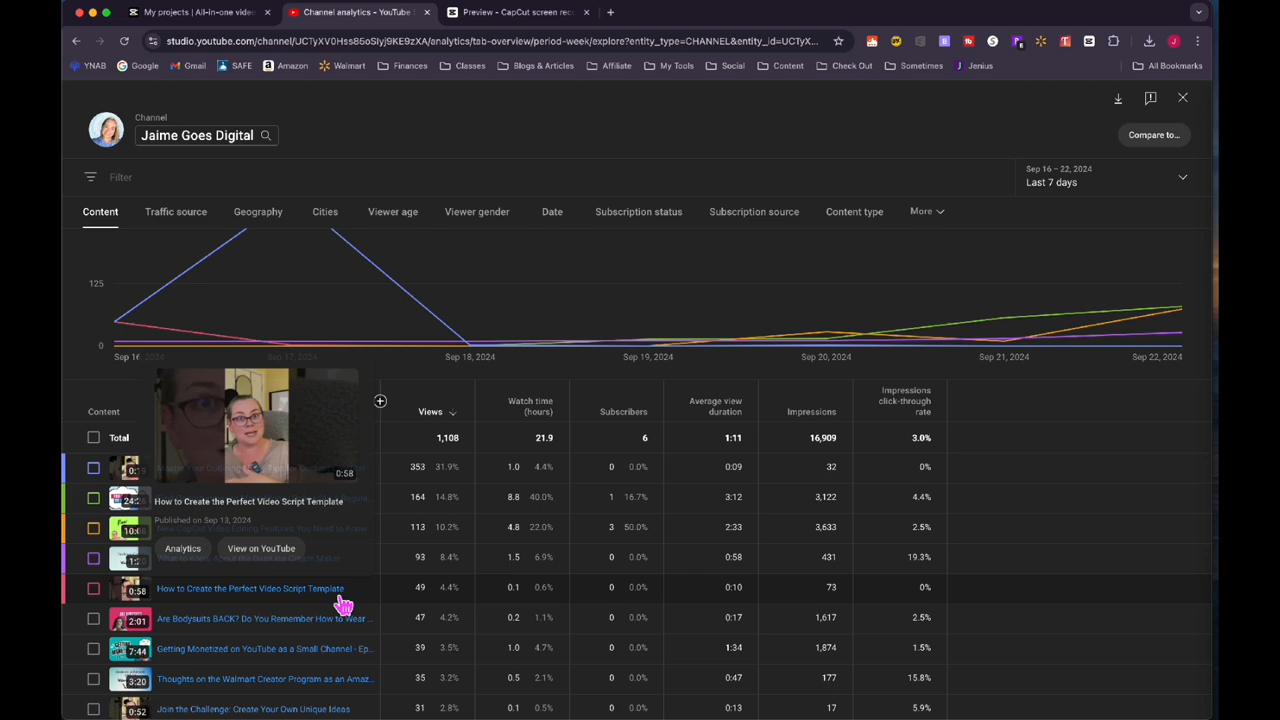 My projects | All-in-one video
Channel analytics - YouTube S
Preview - CapCut screen rec
studio.youtube.com/channel/UCTyXV0Hss85oSlyj9KE9zXA/analytics/tab-overview/period-week/explore?entity_type=CHANNEL&entity_id=UCTyX...
YNAB Google Gmail SAFE Amazon Walmart Finances Classes Blogs & Articles Affiliate My Tools Social Content Check Out Sometimes Jenius All Bookmarks
Channel
Jaime Goes Digital
Compare to...
Filter
Sep 16 – 22, 2024
Last 7 days
Content Traffic source Geography Cities Viewer age Viewer gender Date Subscription status Subscription source Content type More
125
0
Sep 16, 2024 Sep 17, 2024 Sep 18, 2024 Sep 19, 2024 Sep 20, 2024 Sep 21, 2024 Sep 22, 2024
Content Views Watch time (hours) Subscribers Average view duration Impressions Impressions click-through rate
Total 1,108 21.9 6 1:11 16,909 3.0%
353 31.9% 1.0 4.4% 0 0.0% 0:09 32 0%
0:58
164 14.8% 8.8 40.0% 1 16.7% 3:12 3,122 4.4%
How to Create the Perfect Video Script Template
Published on Sep 13, 2024
10:08 New CapCut Video Editing Features You Need to Know 113 10.2% 4.8 22.0% 3 50.0% 2:33 3,633 2.5%
Analytics View on YouTube
93 8.4% 1.5 6.9% 0 0.0% 0:58 431 19.3%
0:58 How to Create the Perfect Video Script Template 49 4.4% 0.1 0.6% 0 0.0% 0:10 73 0%
2:01 Are Bodysuits BACK? Do You Remember How to Wear ... 47 4.2% 0.2 1.1% 0 0.0% 0:17 1,617 2.5%
7:44 Getting Monetized on YouTube as a Small Channel - Ep... 39 3.5% 1.0 4.7% 0 0.0% 1:34 1,874 1.5%
3:20 Thoughts on the Walmart Creator Program as an Amaz... 35 3.2% 0.5 2.1% 0 0.0% 0:47 177 15.8%
0:52 Join the Challenge: Create Your Own Unique Ideas 31 2.8% 0.1 0.5% 0 0.0% 0:13 17 5.9%